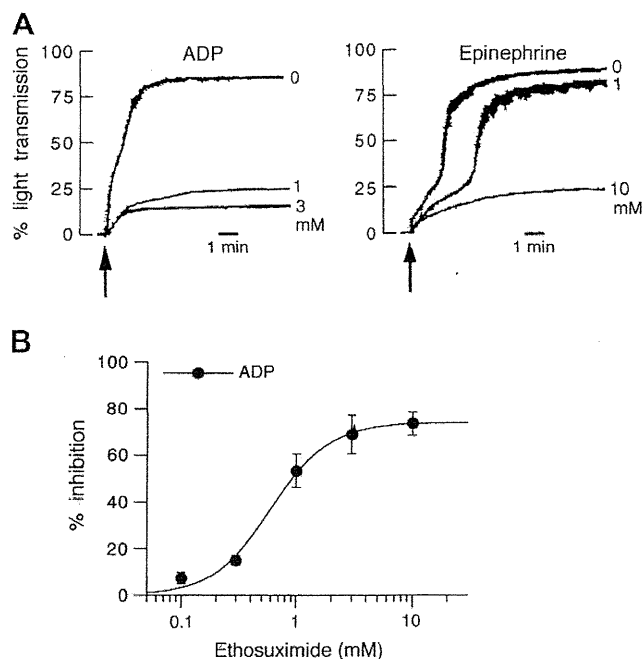 A
ADP
Epinephrine
% light transmission
100
75
50
25
0
0
1
3
mM
1 min
100
75
50
25
0
0
1
10
mM
1 min
B
ADP
% inhibition
100
80
60
40
20
0
0.1
1
10
Ethosuximide (mM)